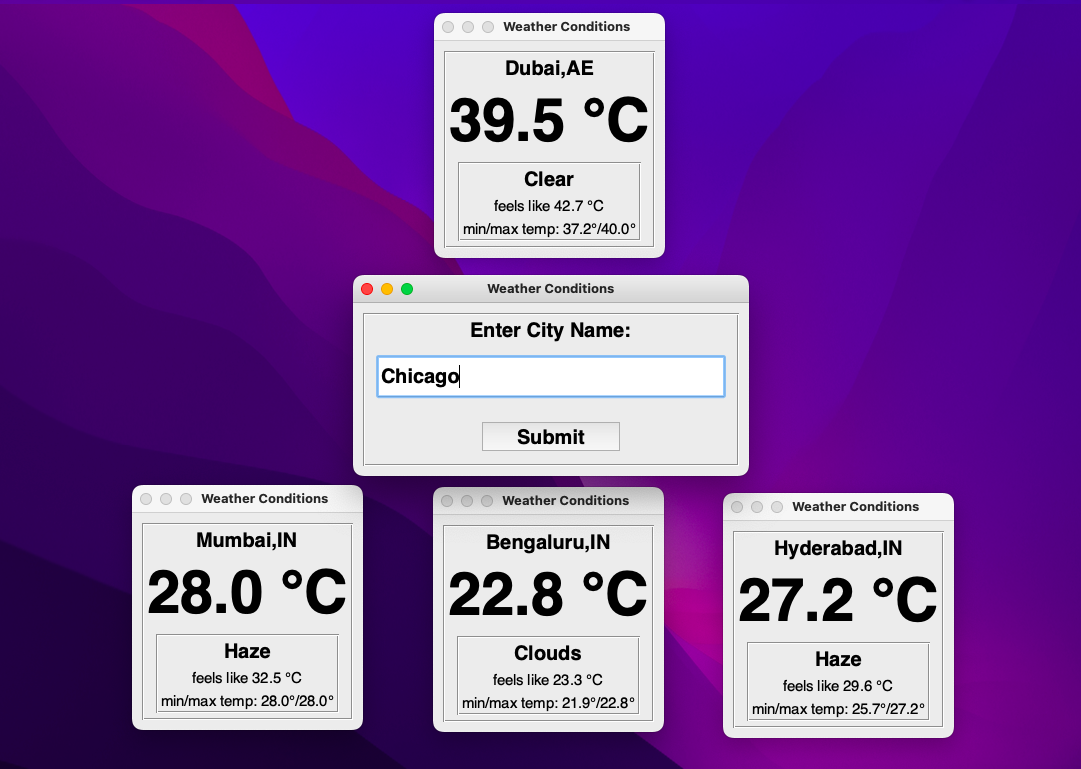 Weather Conditions
Dubai,AE
39.5 °C
Clear
feels like 42.7 °C
min/max temp: 37.2°/40.0°
Weather Conditions
Enter City Name:
Chicago
Submit
Weather Conditions
Mumbai,IN
28.0 °C
Haze
feels like 32.5 °C
min/max temp: 28.0°/28.0°
Weather Conditions
Bengaluru,IN
22.8 °C
Clouds
feels like 23.3 °C
min/max temp: 21.9°/22.8°
Weather Conditions
Hyderabad,IN
27.2 °C
Haze
feels like 29.6 °C
min/max temp: 25.7°/27.2°